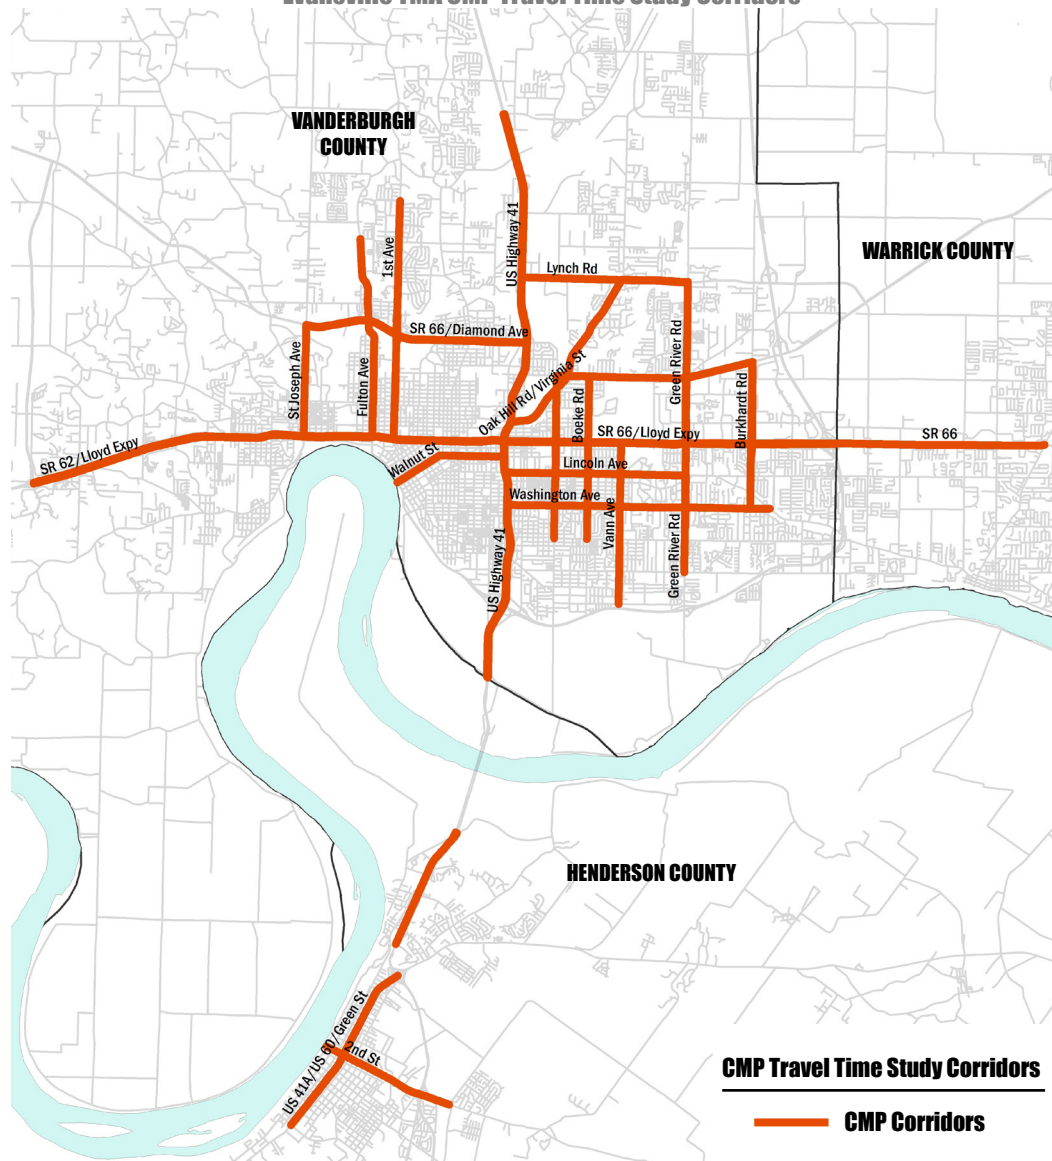 VANDERBURGH
COUNTY
WARRICK COUNTY
US Highway 41
1st Ave
Lynch Rd
SR 66/Diamond Ave
Green River Rd
St Joseph Ave
Fulton Ave
Oak Hill Rd/Virginia St
Boeke Rd
Burkhardt Rd
SR 62/Lloyd Expy
SR 66/Lloyd Expy
SR 66
Walnut St
Lincoln Ave
Washington Ave
Vann Ave
US Highway 41
Green River Rd
HENDERSON COUNTY
US 41A/US 60/Green St
2nd St
CMP Travel Time Study Corridors
CMP Corridors